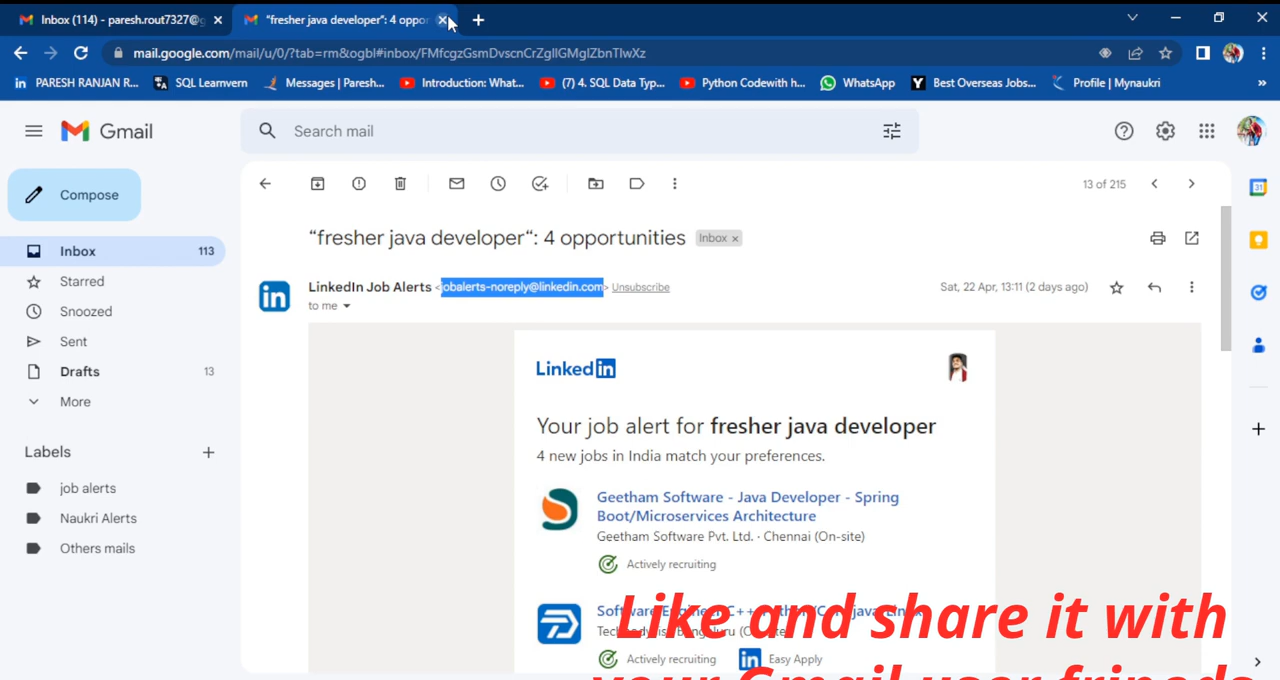 Inbox (114) - paresh.rout7327@g
"fresher java developer": 4 oppor
mail.google.com/mail/u/0/?tab=rm&ogbl#inbox/FMfcgzGsmDvscnCrZgllGMglZbnTlwXz
PARESH RANJAN R...
SQL Learnvern
Messages | Paresh...
Introduction: What...
(7) 4. SQL Data Typ...
Python Codewith h...
WhatsApp
Best Overseas Jobs...
Profile | Mynaukri
Gmail
Search mail
Compose
Inbox 113
Starred
Snoozed
Sent
Drafts 13
More
Labels
job alerts
Naukri Alerts
Others mails
13 of 215
“fresher java developer“: 4 opportunities
Inbox x
LinkedIn Job Alerts <jobalerts-noreply@linkedin.com> Unsubscribe
Sat, 22 Apr, 13:11 (2 days ago)
to me
Linked in
Your job alert for fresher java developer
4 new jobs in India match your preferences.
Geetham Software - Java Developer - Spring
Boot/Microservices Architecture
Geetham Software Pvt. Ltd. · Chennai (On-site)
Actively recruiting
Software Engineer C++
Actively recruiting
Easy Apply
Like and share it with
your Gmail user friends